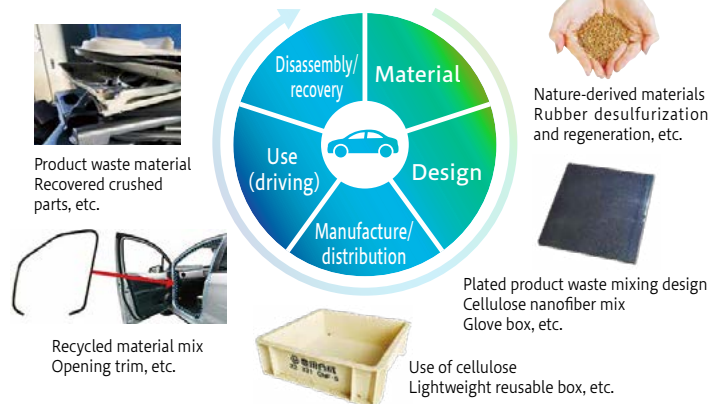 Disassembly/
recovery
Material
Use
(driving)
Design
Manufacture/
distribution
Nature-derived materials
Rubber desulfurization
and regeneration, etc.
Product waste material
Recovered crushed
parts, etc.
Plated product waste mixing design
Cellulose nanofiber mix
Glove box, etc.
Recycled material mix
Opening trim, etc.
Use of cellulose
Lightweight reusable box, etc.